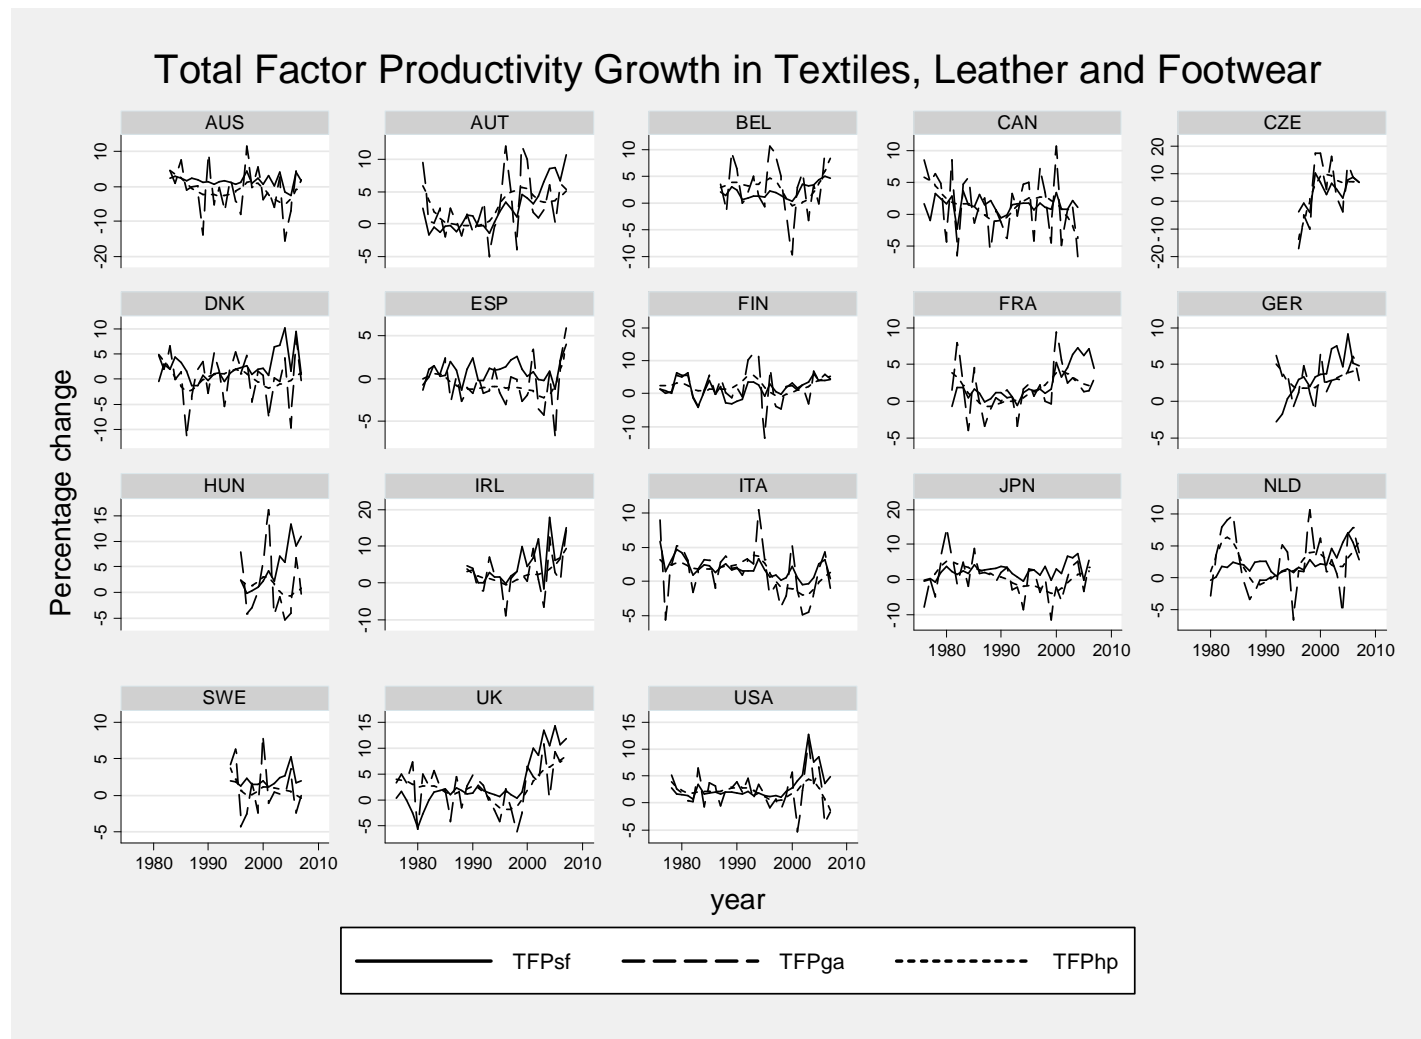 Total Factor Productivity Growth in Textiles, Leather and Footwear
AUS AUT BEL CAN CZE
-20 -10 0 10
-5 0 5 10
-10 -5 0 5 10
-5 0 5 10
-20 -10 0 10 20
DNK ESP FIN FRA GER
-10 -5 0 5 10
-5 0 5
-10 0 10 20
-5 0 5 10
-5 0 5 10
HUN IRL ITA JPN NLD
-5 0 5 10 15
-10 0 10 20
-5 0 5 10
-10 0 10 20
-5 0 5 10
1980 1990 2000 2010
1980 1990 2000 2010
SWE UK USA
-5 0 5 10
-5 0 5 10 15
-5 0 5 10 15
1980 1990 2000 2010
1980 1990 2000 2010
1980 1990 2000 2010
Percentage change
year
TFPsf TFPga TFPhp